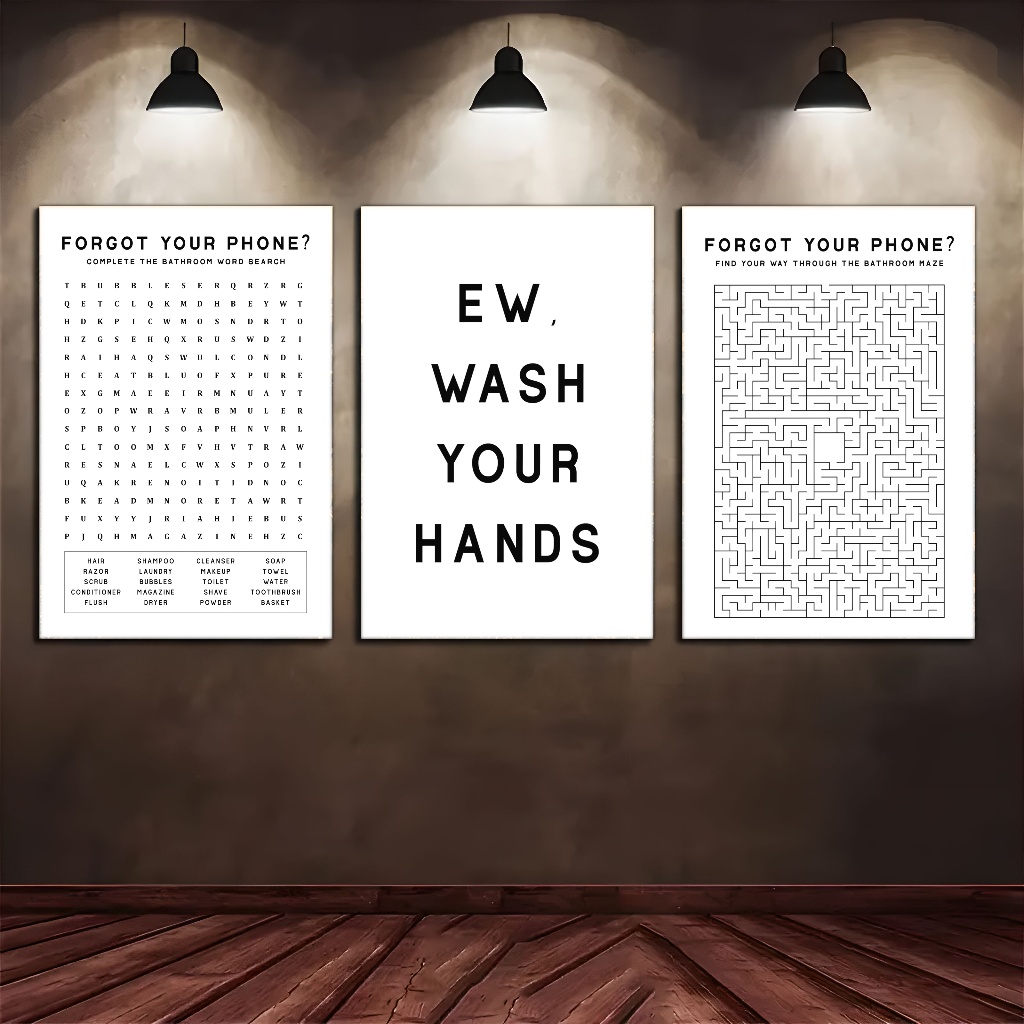 FORGOT YOUR PHONE?
COMPLETE THE BATHROOM WORD SEARCH
T B U B B L E S E R Q R Z R G
Q E T C L Q K M D H B E Y W T
H D K P I C W M O S N D R T O
H Z G S E H Q X R U S W D Z I
R A I H A Q S W U L C O N D L
H C E A T B L U O F X P U R E
E X G M A E E I R M N U A Y T
O Z O P W R A V R B M U L E R
S P B O Y J S O A P H N V R L
C L T O O M X F V H V T R A W
R E S N A E L C W X S P O Z I
U Q A K R E N O I T I D N O C
B K E A D M N O R E T A W R T
F U X Y Y J R I A H I E B U S
P J Q H M A G A Z I N E H Z C
HAIR SHAMPOO CLEANSER SOAP
RAZOR LAUNDRY MAKEUP TOWEL
SCRUB BUBBLES TOILET WATER
CONDITIONER MAGAZINE SHAVE TOOTHBRUSH
FLUSH DRYER POWDER BASKET
EW,
WASH
YOUR
HANDS
FORGOT YOUR PHONE?
FIND YOUR WAY THROUGH THE BATHROOM MAZE